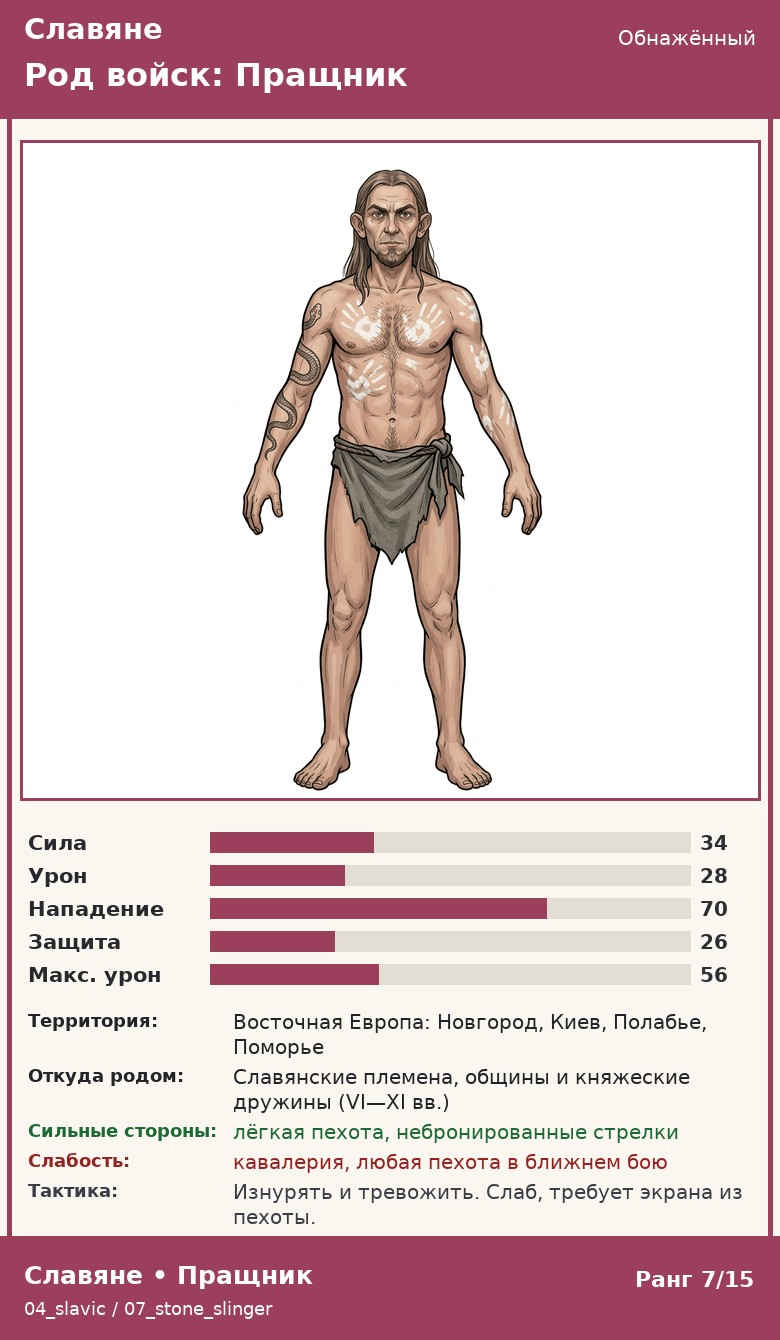 Славяне
Обнажённый
Род войск: Пращник
Сила 34
Урон 28
Нападение 70
Защита 26
Макс. урон 56
Территория: Восточная Европа: Новгород, Киев, Полабье,
Поморье
Откуда родом: Славянские племена, общины и княжеские
дружины (VI—XI вв.)
Сильные стороны: лёгкая пехота, небронированные стрелки
Слабость: кавалерия, любая пехота в ближнем бою
Тактика: Изнурять и тревожить. Слаб, требует экрана из
пехоты.
Славяне • Пращник
Ранг 7/15
04_slavic / 07_stone_slinger